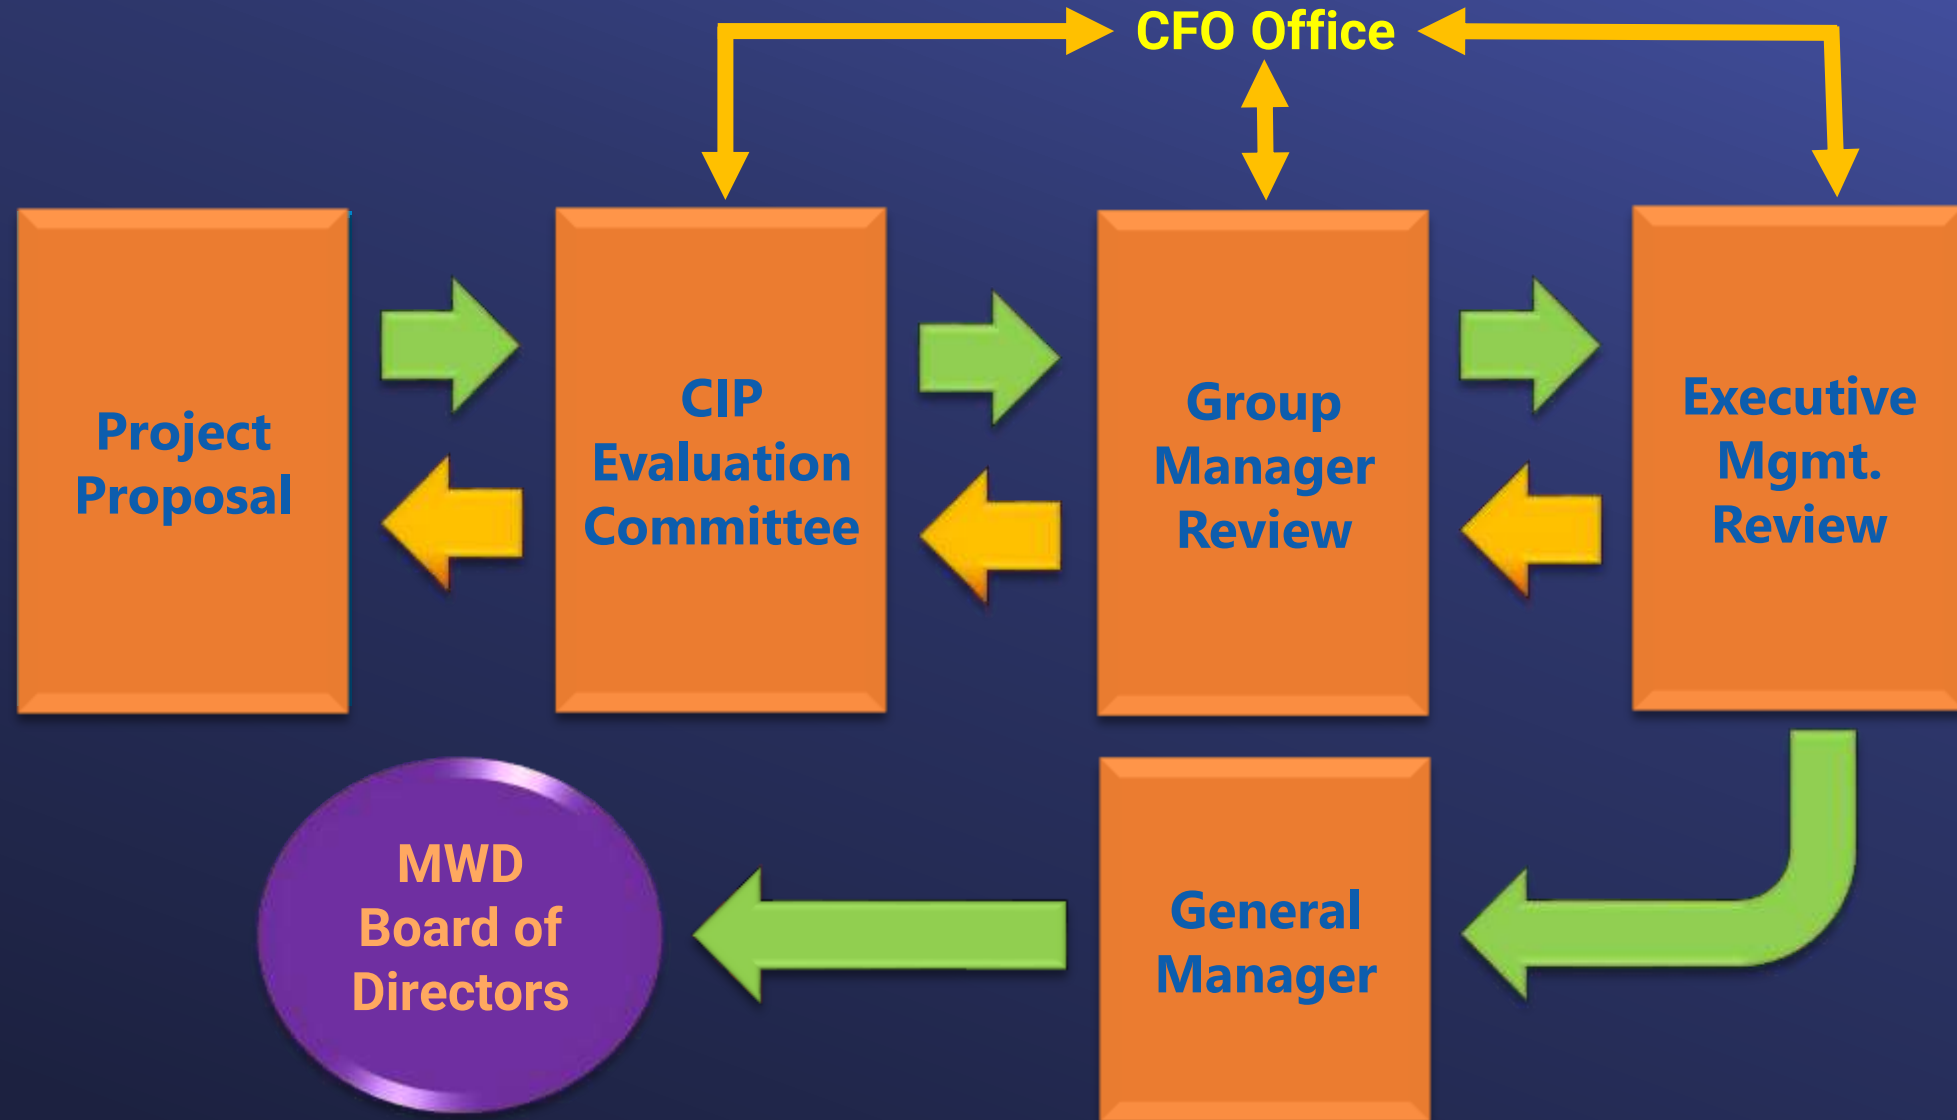 CFO Office
Project
Proposal
CIP
Evaluation
Committee
Group
Manager
Review
Executive
Mgmt.
Review
MWD
Board of
Directors
General
Manager